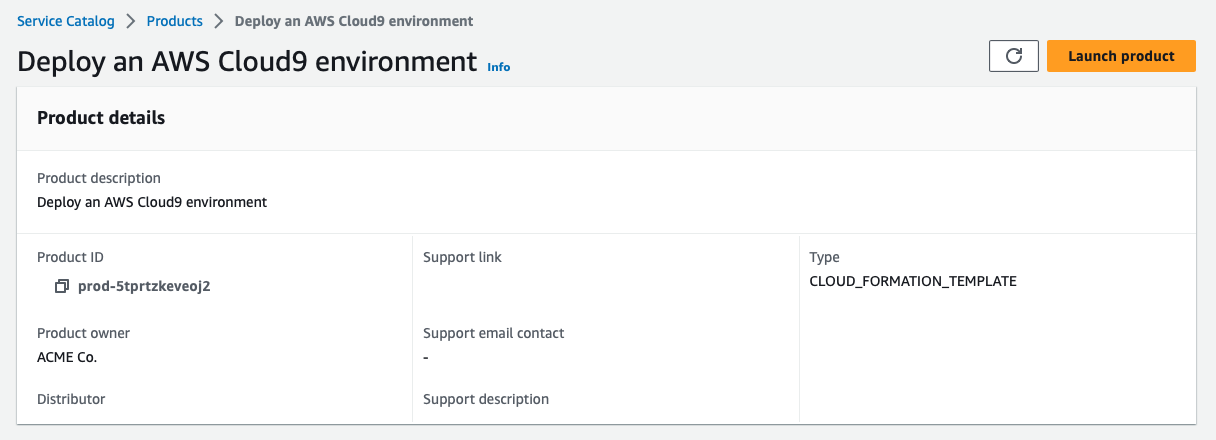 Service Catalog > Products > Deploy an AWS Cloud9 environment
Deploy an AWS Cloud9 environment Info
Launch product
Product details
Product description
Deploy an AWS Cloud9 environment
Product ID
prod-5tprtzkeveoj2
Product owner
ACME Co.
Distributor
Support link
Support email contact
-
Support description
Type
CLOUD_FORMATION_TEMPLATE